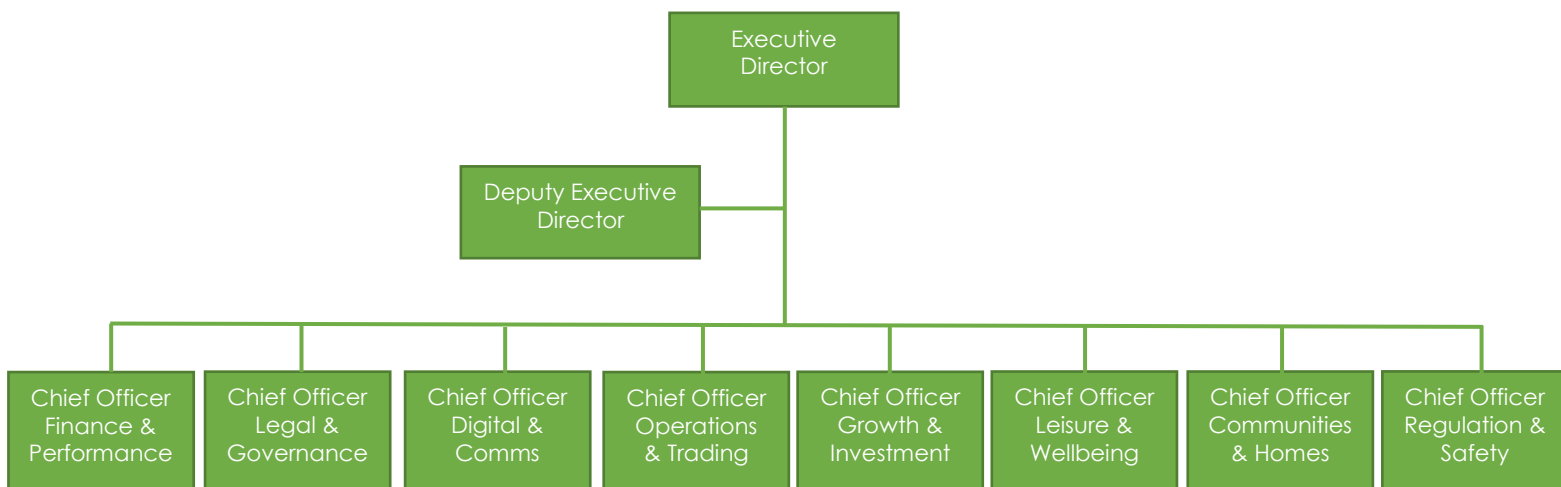 Executive
Director
Deputy Executive
Director
Chief Officer
Finance &
Performance
Chief Officer
Legal &
Governance
Chief Officer
Digital &
Comms
Chief Officer
Operations
& Trading
Chief Officer
Growth &
Investment
Chief Officer
Leisure &
Wellbeing
Chief Officer
Communities
& Homes
Chief Officer
Regulation &
Safety